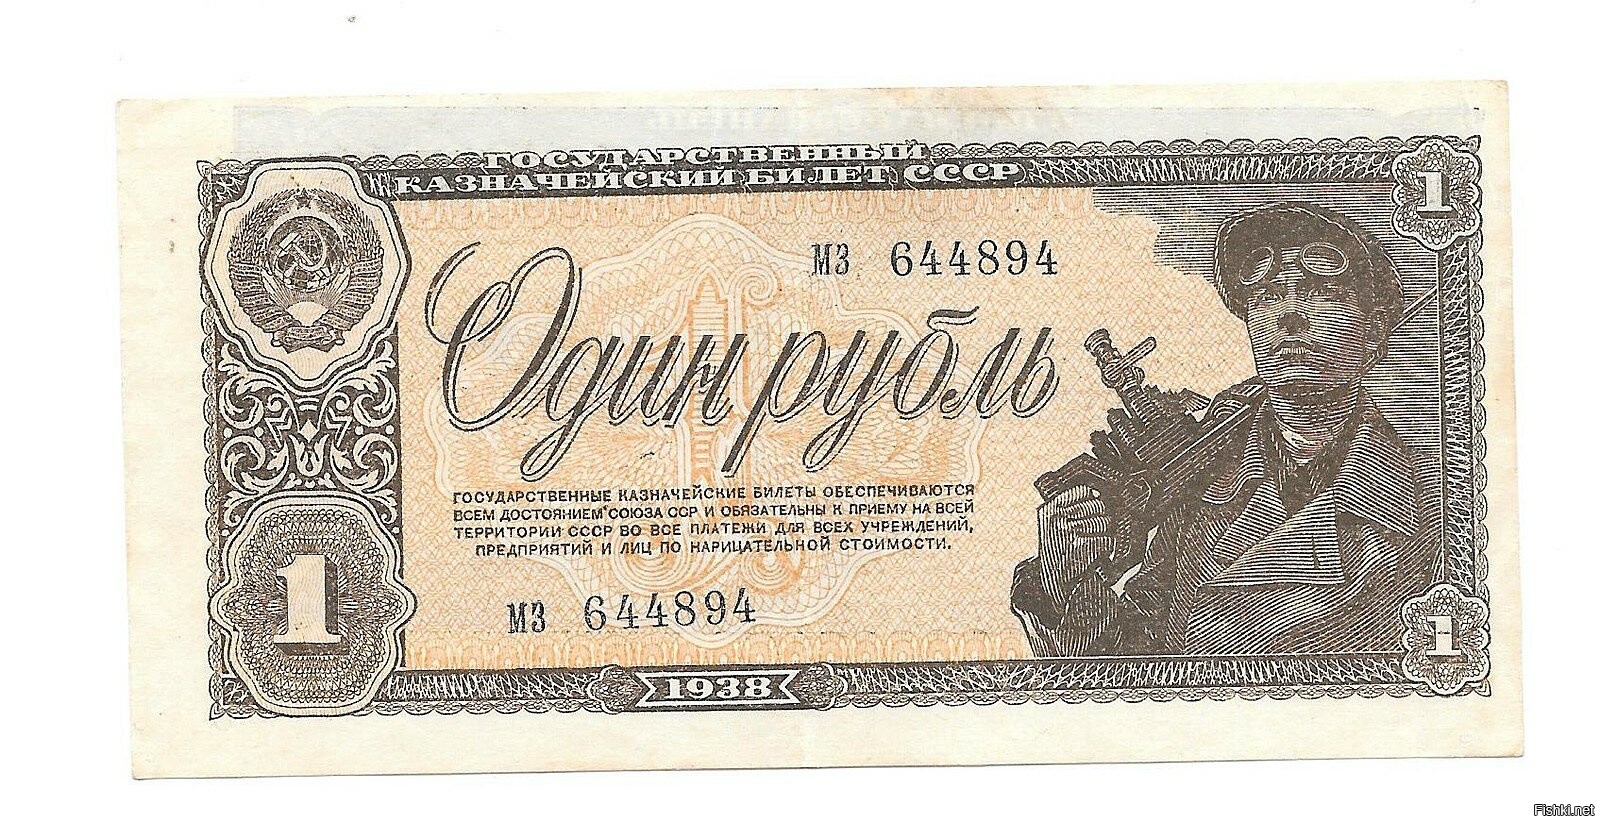 ГОСУДАРСТВЕННЫЙ
КАЗНАЧЕЙСКИЙ БИЛЕТ СССР
1
МЗ 644894
Один рубль
ГОСУДАРСТВЕННЫЕ КАЗНАЧЕЙСКИЕ БИЛЕТЫ ОБЕСПЕЧИВАЮТСЯ
ВСЕМ ДОСТОЯНИЕМ СОЮЗА ССР И ОБЯЗАТЕЛЬНЫ К ПРИЕМУ НА ВСЕЙ
ТЕРРИТОРИИ СССР ВО ВСЕ ПЛАТЕЖИ ДЛЯ ВСЕХ УЧРЕЖДЕНИЙ,
ПРЕДПРИЯТИЙ И ЛИЦ ПО НАРИЦАТЕЛЬНОЙ СТОИМОСТИ.
1
МЗ 644894
1
1938
Fishki.net